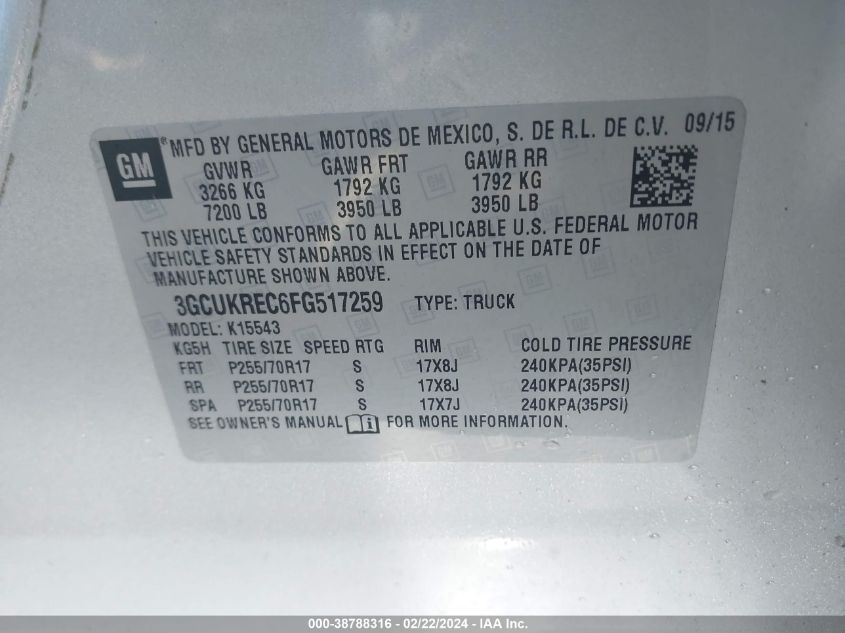 GM ® MFD BY GENERAL MOTORS DE MEXICO, S. DE R.L. DE C.V. 09/15
GVWR GAWR FRT GAWR RR
3266 KG 1792 KG 1792 KG
7200 LB 3950 LB 3950 LB
THIS VEHICLE CONFORMS TO ALL APPLICABLE U.S. FEDERAL MOTOR
VEHICLE SAFETY STANDARDS IN EFFECT ON THE DATE OF
MANUFACTURE SHOWN ABOVE.
3GCUKREC6FG517259 TYPE: TRUCK
MODEL: K15543
KG5H TIRE SIZE SPEED RTG RIM COLD TIRE PRESSURE
FRT P255/70R17 S 17X8J 240KPA(35PSI)
RR P255/70R17 S 17X8J 240KPA(35PSI)
SPA P255/70R17 S 17X7J 240KPA(35PSI)
SEE OWNER'S MANUAL i FOR MORE INFORMATION.
000-38788316 - 02/22/2024 - IAA Inc.